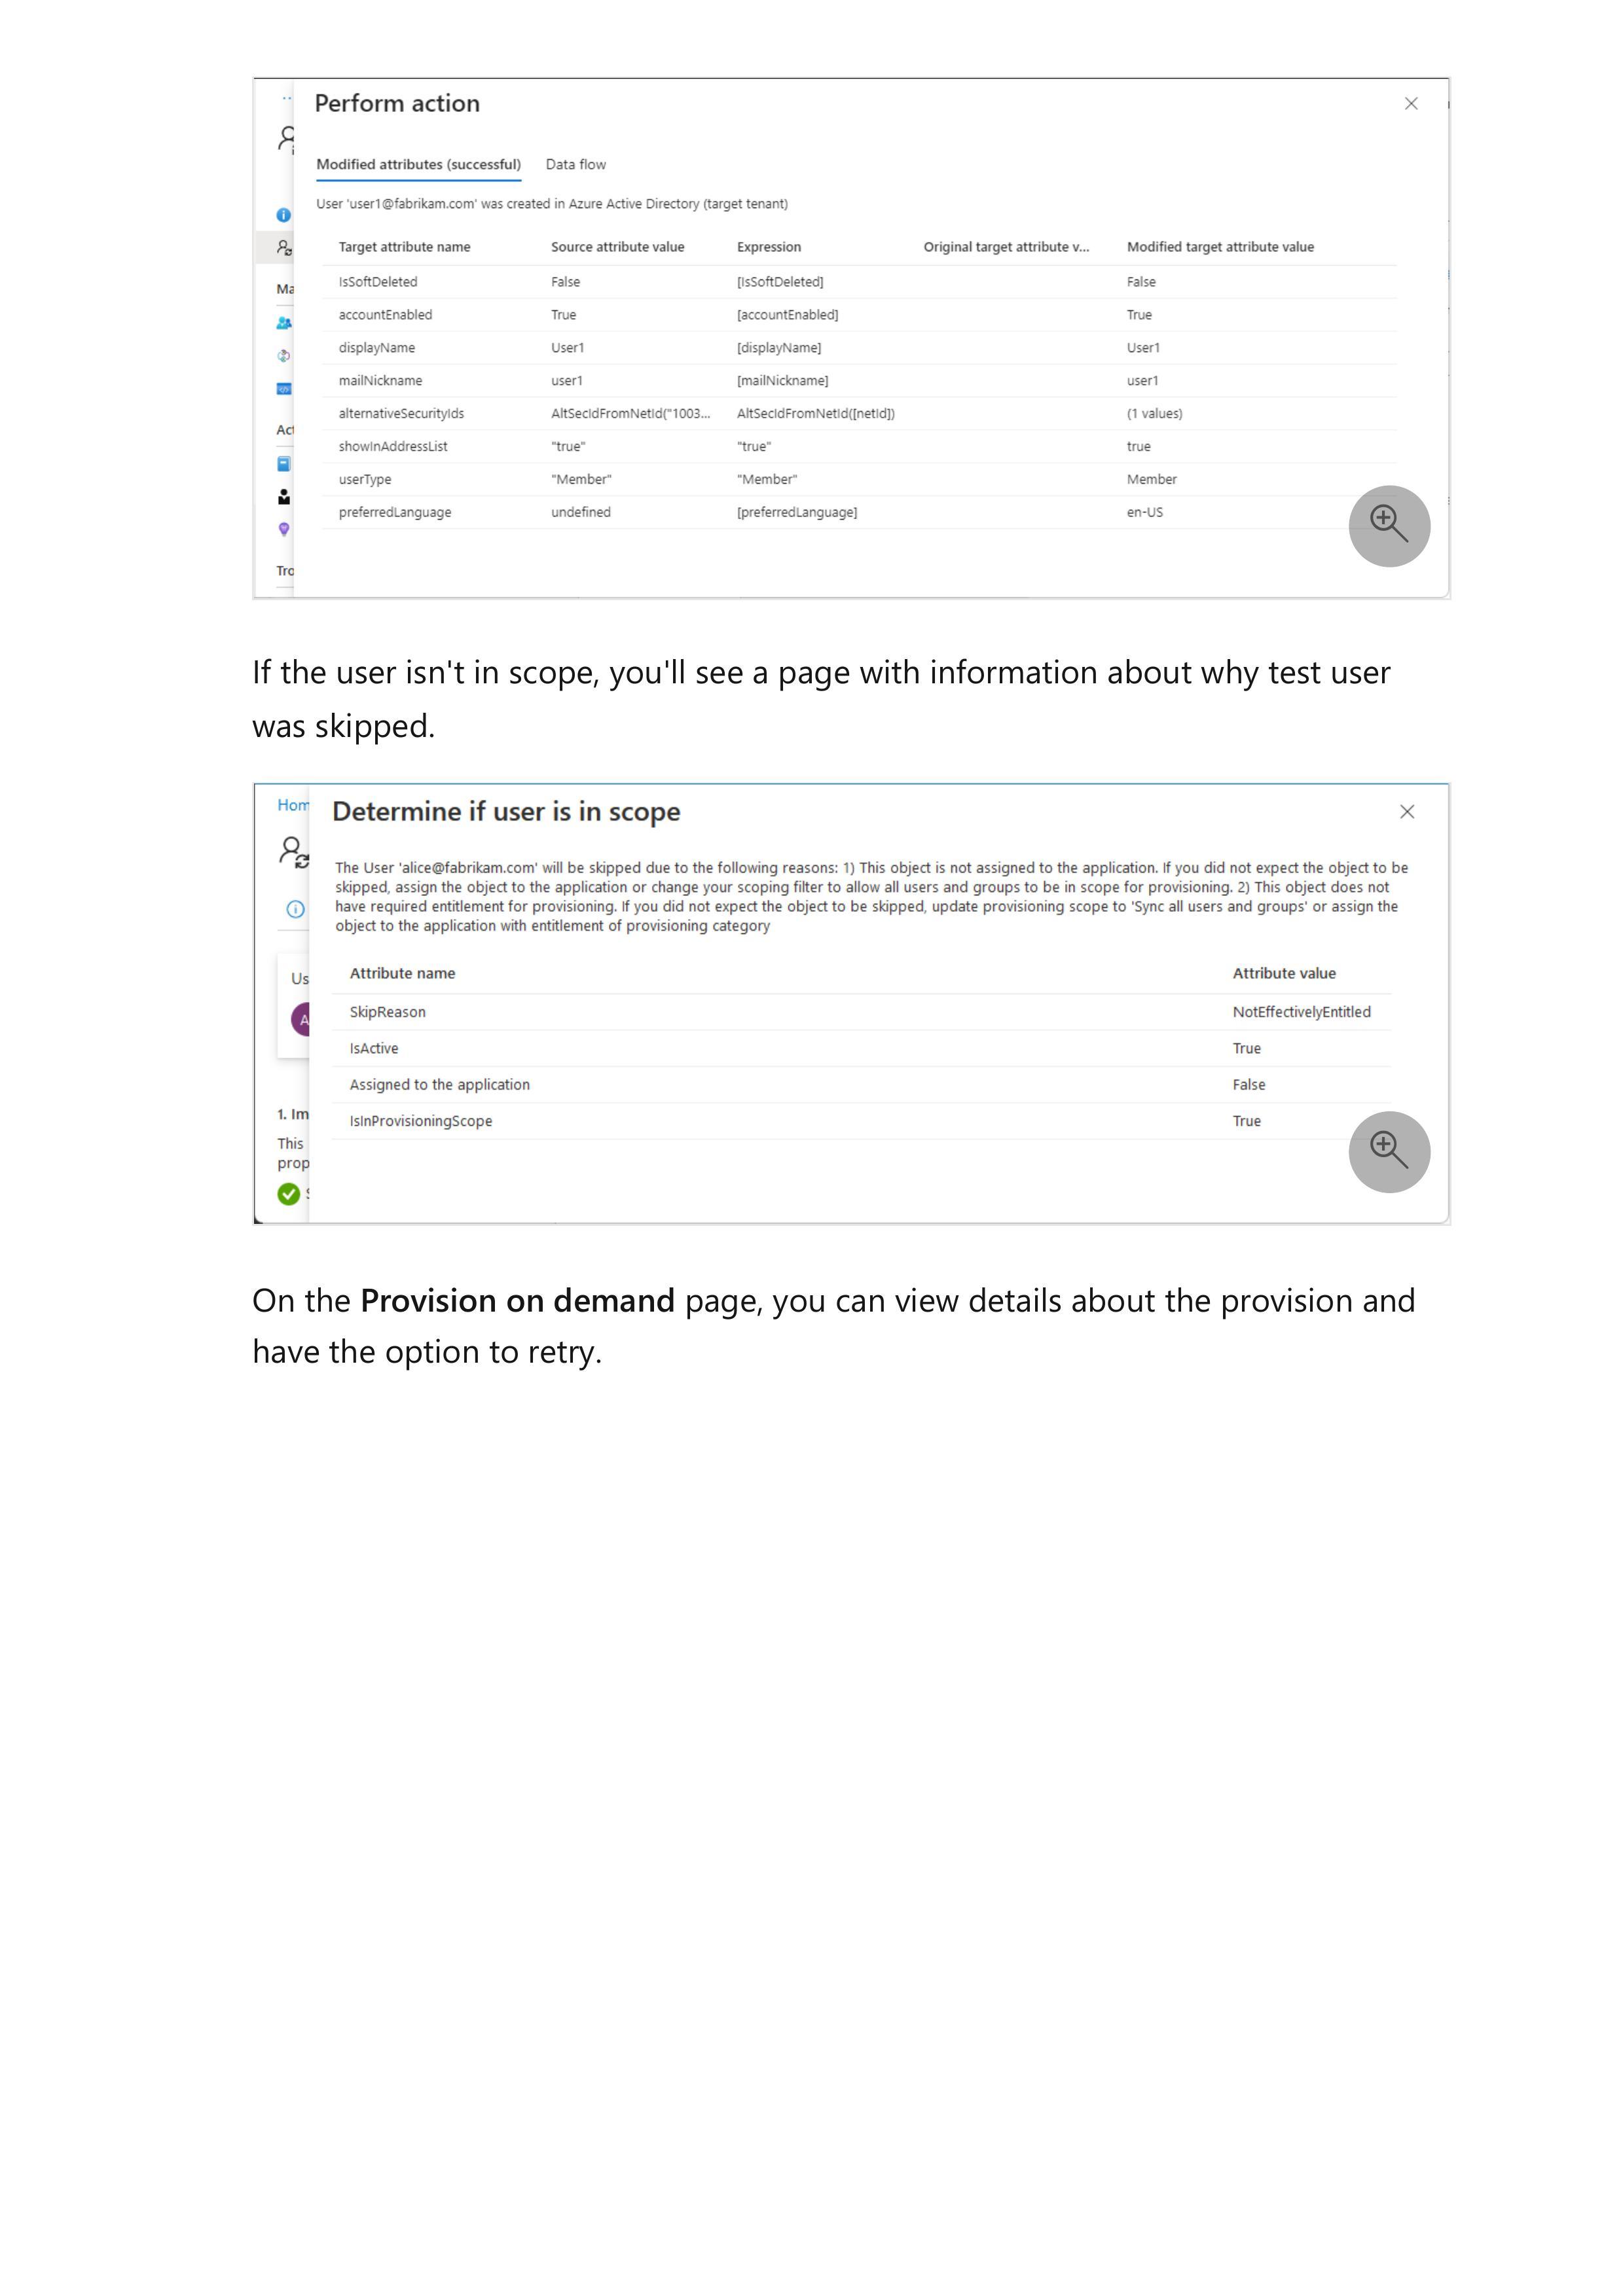 Perform action
Modified attributes (successful) Data flow
User 'user1@fabrikam.com' was created in Azure Active Directory (target tenant)
Target attribute name Source attribute value Expression Original target attribute v... Modified target attribute value
IsSoftDeleted False [IsSoftDeleted] False
accountEnabled True [accountEnabled] True
displayName User1 [displayName] User1
mailNickname user1 [mailNickname] user1
alternativeSecurityIds AltSecIdFromNetId("1003... AltSecIdFromNetId([netId]) (1 values)
showInAddressList "true" "true" true
userType "Member" "Member" Member
preferredLanguage undefined [preferredLanguage] en-US
Ma
Act
Tro
If the user isn't in scope, you'll see a page with information about why test user
was skipped.
Hom
Determine if user is in scope
The User 'alice@fabrikam.com' will be skipped due to the following reasons: 1) This object is not assigned to the application. If you did not expect the object to be
skipped, assign the object to the application or change your scoping filter to allow all users and groups to be in scope for provisioning. 2) This object does not
have required entitlement for provisioning. If you did not expect the object to be skipped, update provisioning scope to 'Sync all users and groups' or assign the
object to the application with entitlement of provisioning category
Us
A
Attribute name Attribute value
SkipReason NotEffectivelyEntitled
IsActive True
Assigned to the application False
IsInProvisioningScope True
1. Im
This
prop
On the Provision on demand page, you can view details about the provision and
have the option to retry.